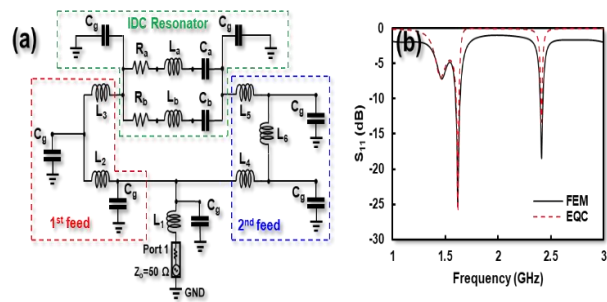 (a)
IDC Resonator
Cg
Cg
Ra
La
Ca
Rb
Lb
Cb
L3
L5
Cg
Cg
L6
L2
L4
Cg
Cg
Cg
L1
1st feed
2nd feed
Port 1
Z0=50 Ω
GND
(b)
0
-5
-10
-15
-20
-25
-30
S11 (dB)
FEM
EQC
1
1.5
2
2.5
3
Frequency (GHz)